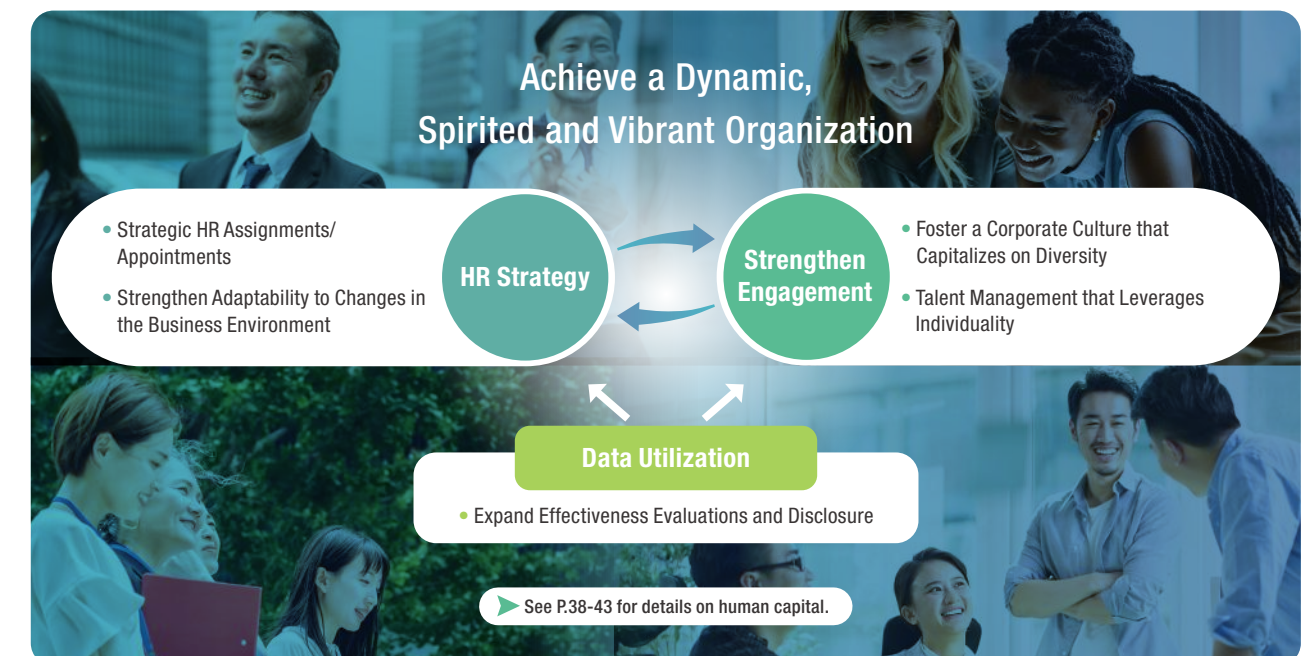 Achieve a Dynamic,
Spirited and Vibrant Organization
• Strategic HR Assignments/
Appointments
• Strengthen Adaptability to Changes in
the Business Environment
HR Strategy
Strengthen
Engagement
• Foster a Corporate Culture that
Capitalizes on Diversity
• Talent Management that Leverages
Individuality
Data Utilization
• Expand Effectiveness Evaluations and Disclosure
See P.38-43 for details on human capital.